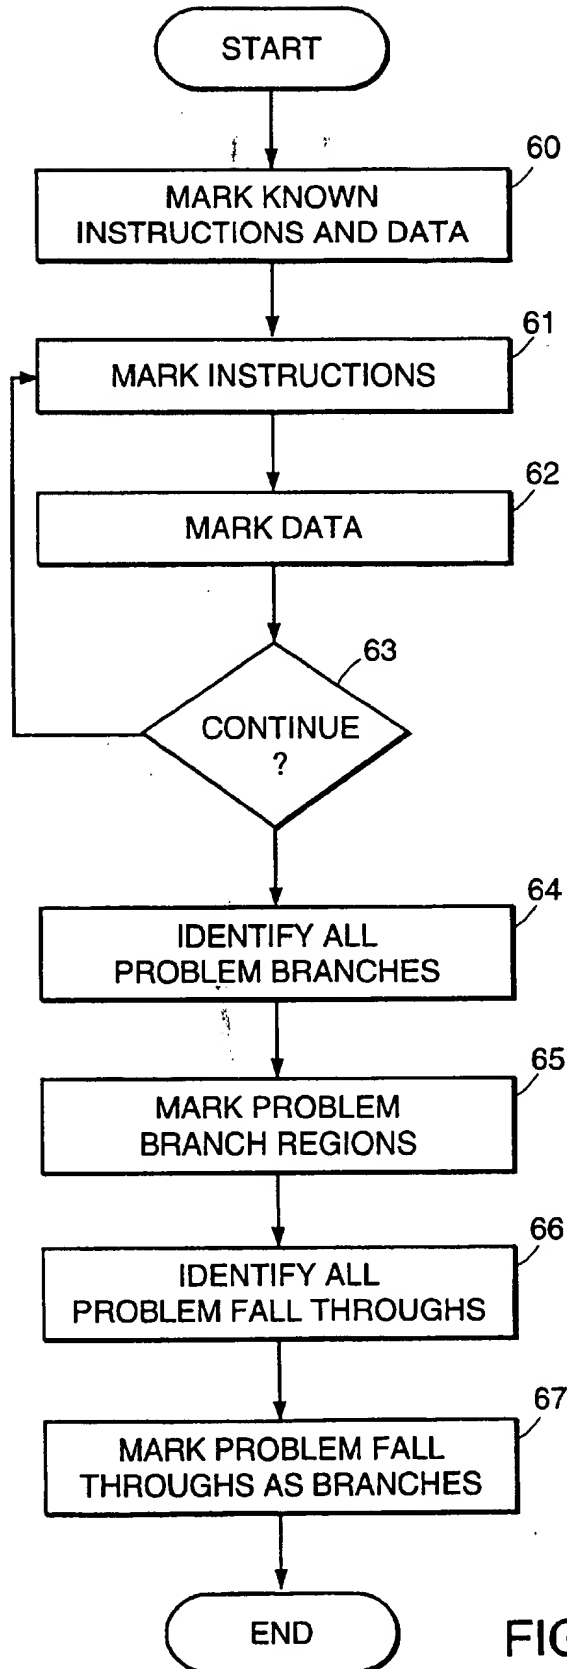 START
60
MARK KNOWN
INSTRUCTIONS AND DATA
61
MARK INSTRUCTIONS
62
MARK DATA
63
CONTINUE
?
64
IDENTIFY ALL
PROBLEM BRANCHES
65
MARK PROBLEM
BRANCH REGIONS
66
IDENTIFY ALL
PROBLEM FALL THROUGHS
67
MARK PROBLEM FALL
THROUGHS AS BRANCHES
END